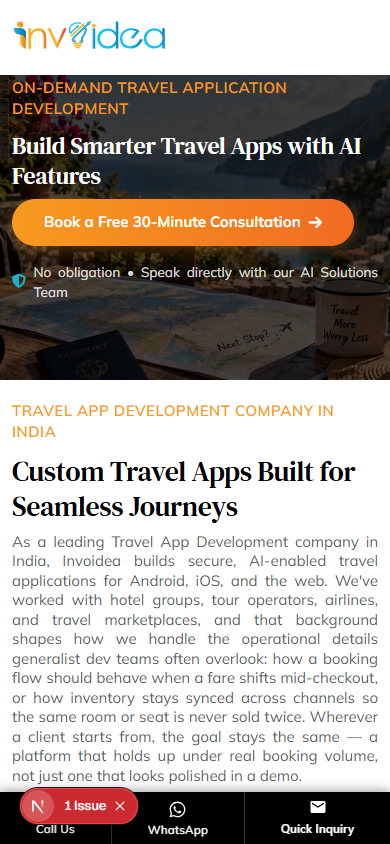 invoidea
ON-DEMAND TRAVEL APPLICATION
DEVELOPMENT
Build Smarter Travel Apps with AI
Features
Book a Free 30-Minute Consultation →
No obligation • Speak directly with our AI Solutions
Team
Next Stop?
Travel
More
Worry Less
PASSPORT
TRAVEL APP DEVELOPMENT COMPANY IN
INDIA
Custom Travel Apps Built for
Seamless Journeys
As a leading Travel App Development company in
India, Invoidea builds secure, AI-enabled travel
applications for Android, iOS, and the web. We've
worked with hotel groups, tour operators, airlines,
and travel marketplaces, and that background
shapes how we handle the operational details
generalist dev teams often overlook: how a booking
flow should behave when a fare shifts mid-checkout,
or how inventory stays synced across channels so
the same room or seat is never sold twice. Wherever
a client starts from, the goal stays the same — a
platform that holds up under real booking volume,
not just one that looks polished in a demo.
N 1 Issue ×
Call Us
WhatsApp
Quick Inquiry